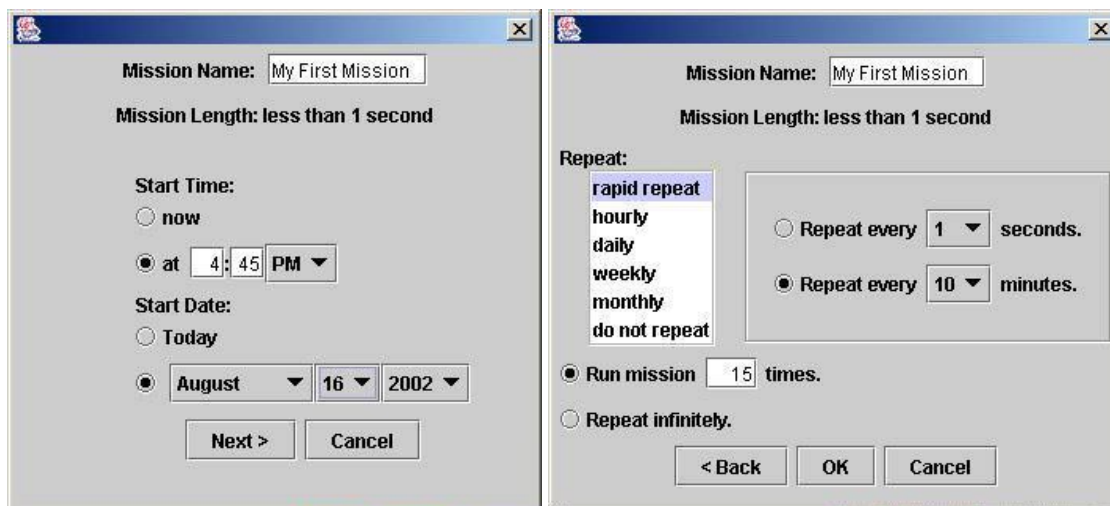 Mission Name: My First Mission
Mission Length: less than 1 second
Start Time:
now
at 4 : 45 PM
Start Date:
Today
August 16 2002
Next > Cancel
Mission Name: My First Mission
Mission Length: less than 1 second
Repeat:
rapid repeat
hourly
daily
weekly
monthly
do not repeat
Repeat every 1 seconds.
Repeat every 10 minutes.
Run mission 15 times.
Repeat infinitely.
< Back OK Cancel